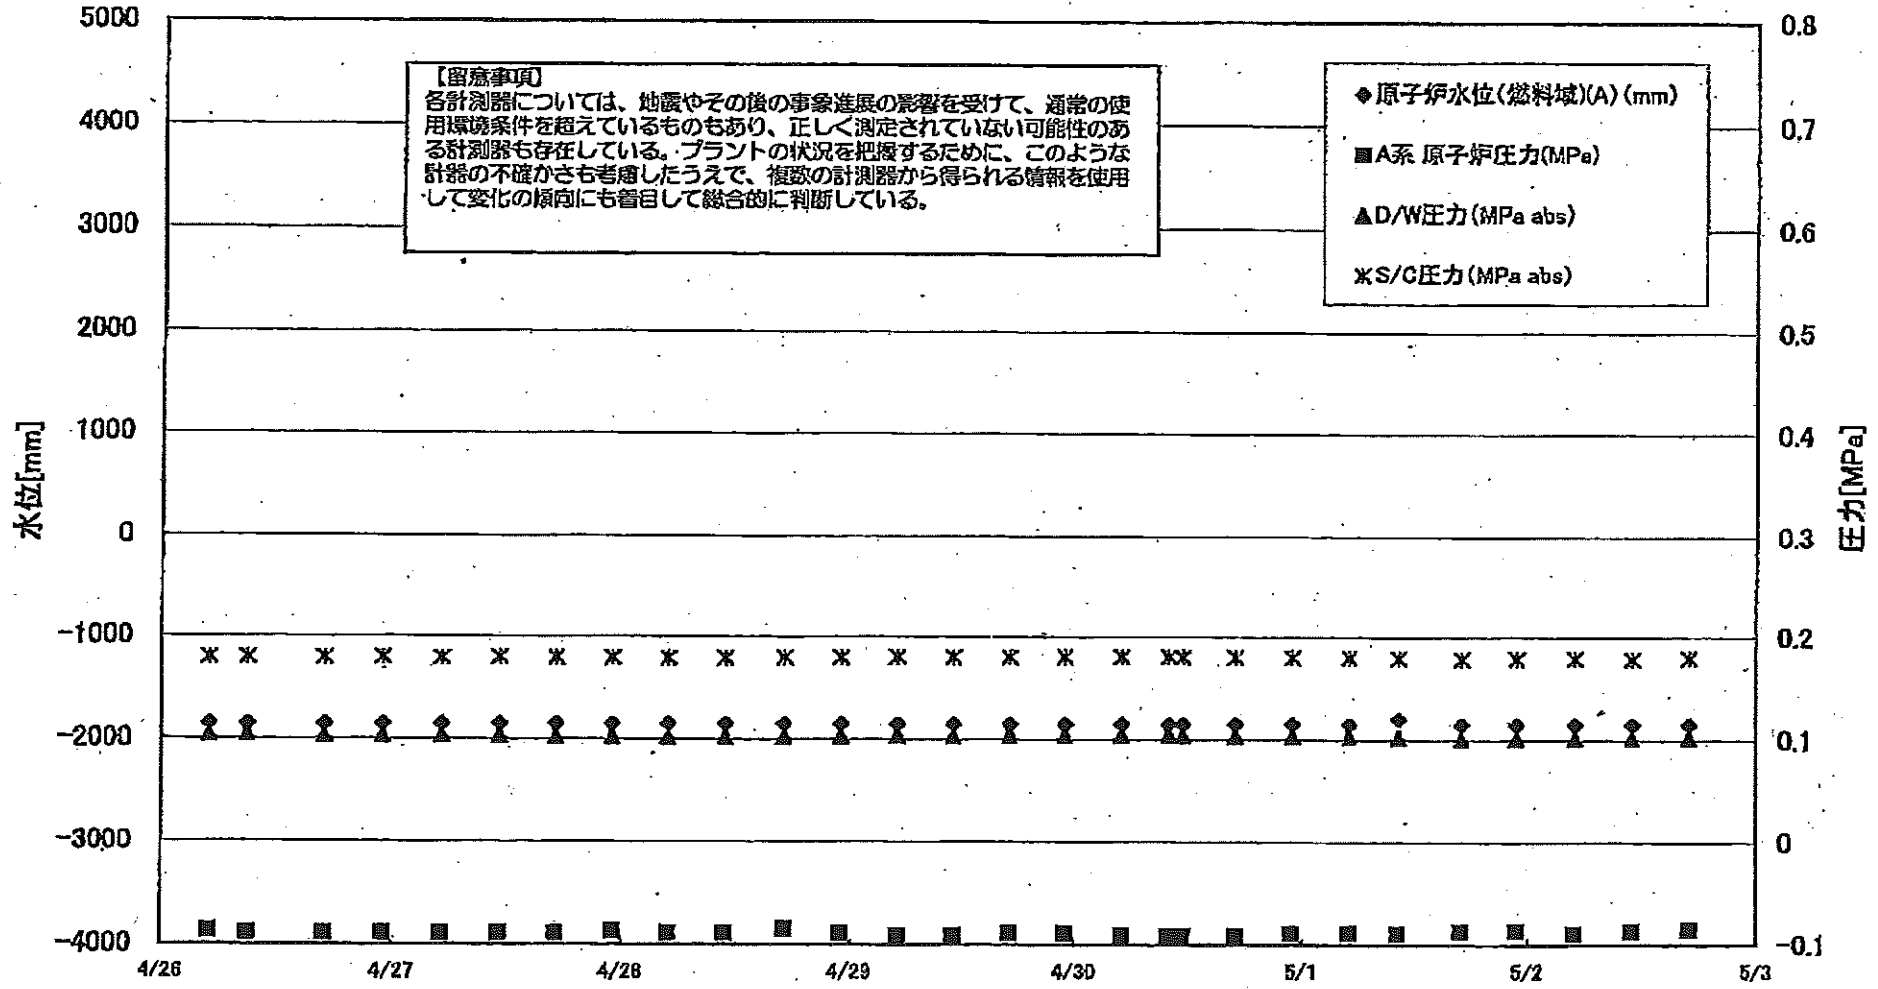 5000
4000
3000
2000
1000
0
-1000
-2000
-3000
-4000
水位[mm]
【留意事項】
各計測器については、地震やその後の事象進展の影響を受けて、通常の使
用環境条件を超えているものもあり、正しく測定されていない可能性のあ
る計測器も存在している。プラントの状況を把握するために、このような
計器の不確かさも考慮したうえで、複数の計測器から得られる情報を使用
して変化の傾向にも着目して総合的に判断している。
◆原子炉水位(燃料域)(A)(mm)
■A系 原子炉圧力(MPa)
▲D/W圧力(MPa abs)
ж S/C圧力(MPa abs)
0.8
0.7
0.6
0.5
0.4
0.3
0.2
0.1
0
-0.1
圧力[MPa]
4/26 4/27 4/28 4/29 4/30 5/1 5/2 5/3